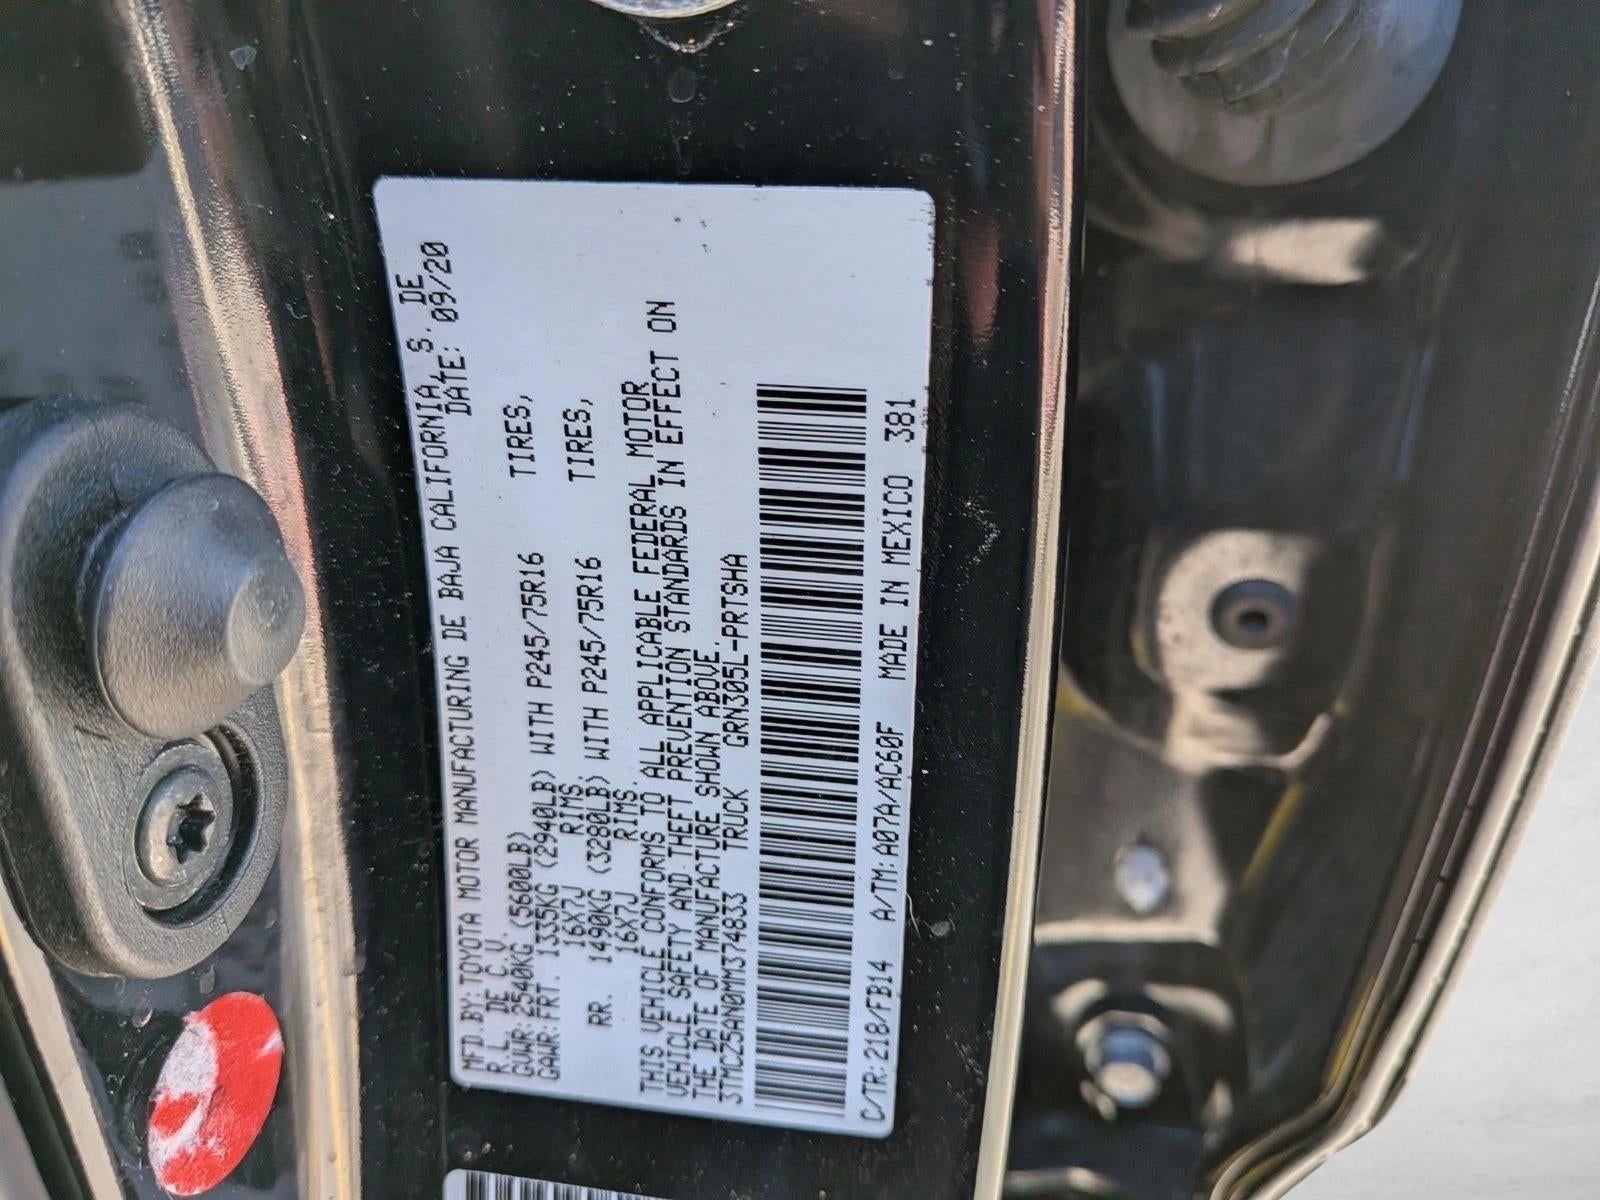 MFD.BY:TOYOTA MOTOR MANUFACTURING DE BAJA CALIFORNIA,S. DE
R.L. DE C.V. DATE: 09/20
GVWR:2540KG (5600LB)
GAWR:FRT. 1335KG (2940LB) WITH P245/75R16 TIRES,
16X7J RIMS.
RR. 1490KG (3280LB) WITH P245/75R16 TIRES,
16X7J RIMS.
THIS VEHICLE CONFORMS TO ALL APPLICABLE FEDERAL MOTOR
VEHICLE SAFETY AND THEFT PREVENTION STANDARDS IN EFFECT ON
THE DATE OF MANUFACTURE SHOWN ABOVE.
3TMCZ5AN0MM374833 TRUCK GRN305L-PRTSHA
C/TR:218/FB14 A/TM:A07A/AC60F MADE IN MEXICO 381